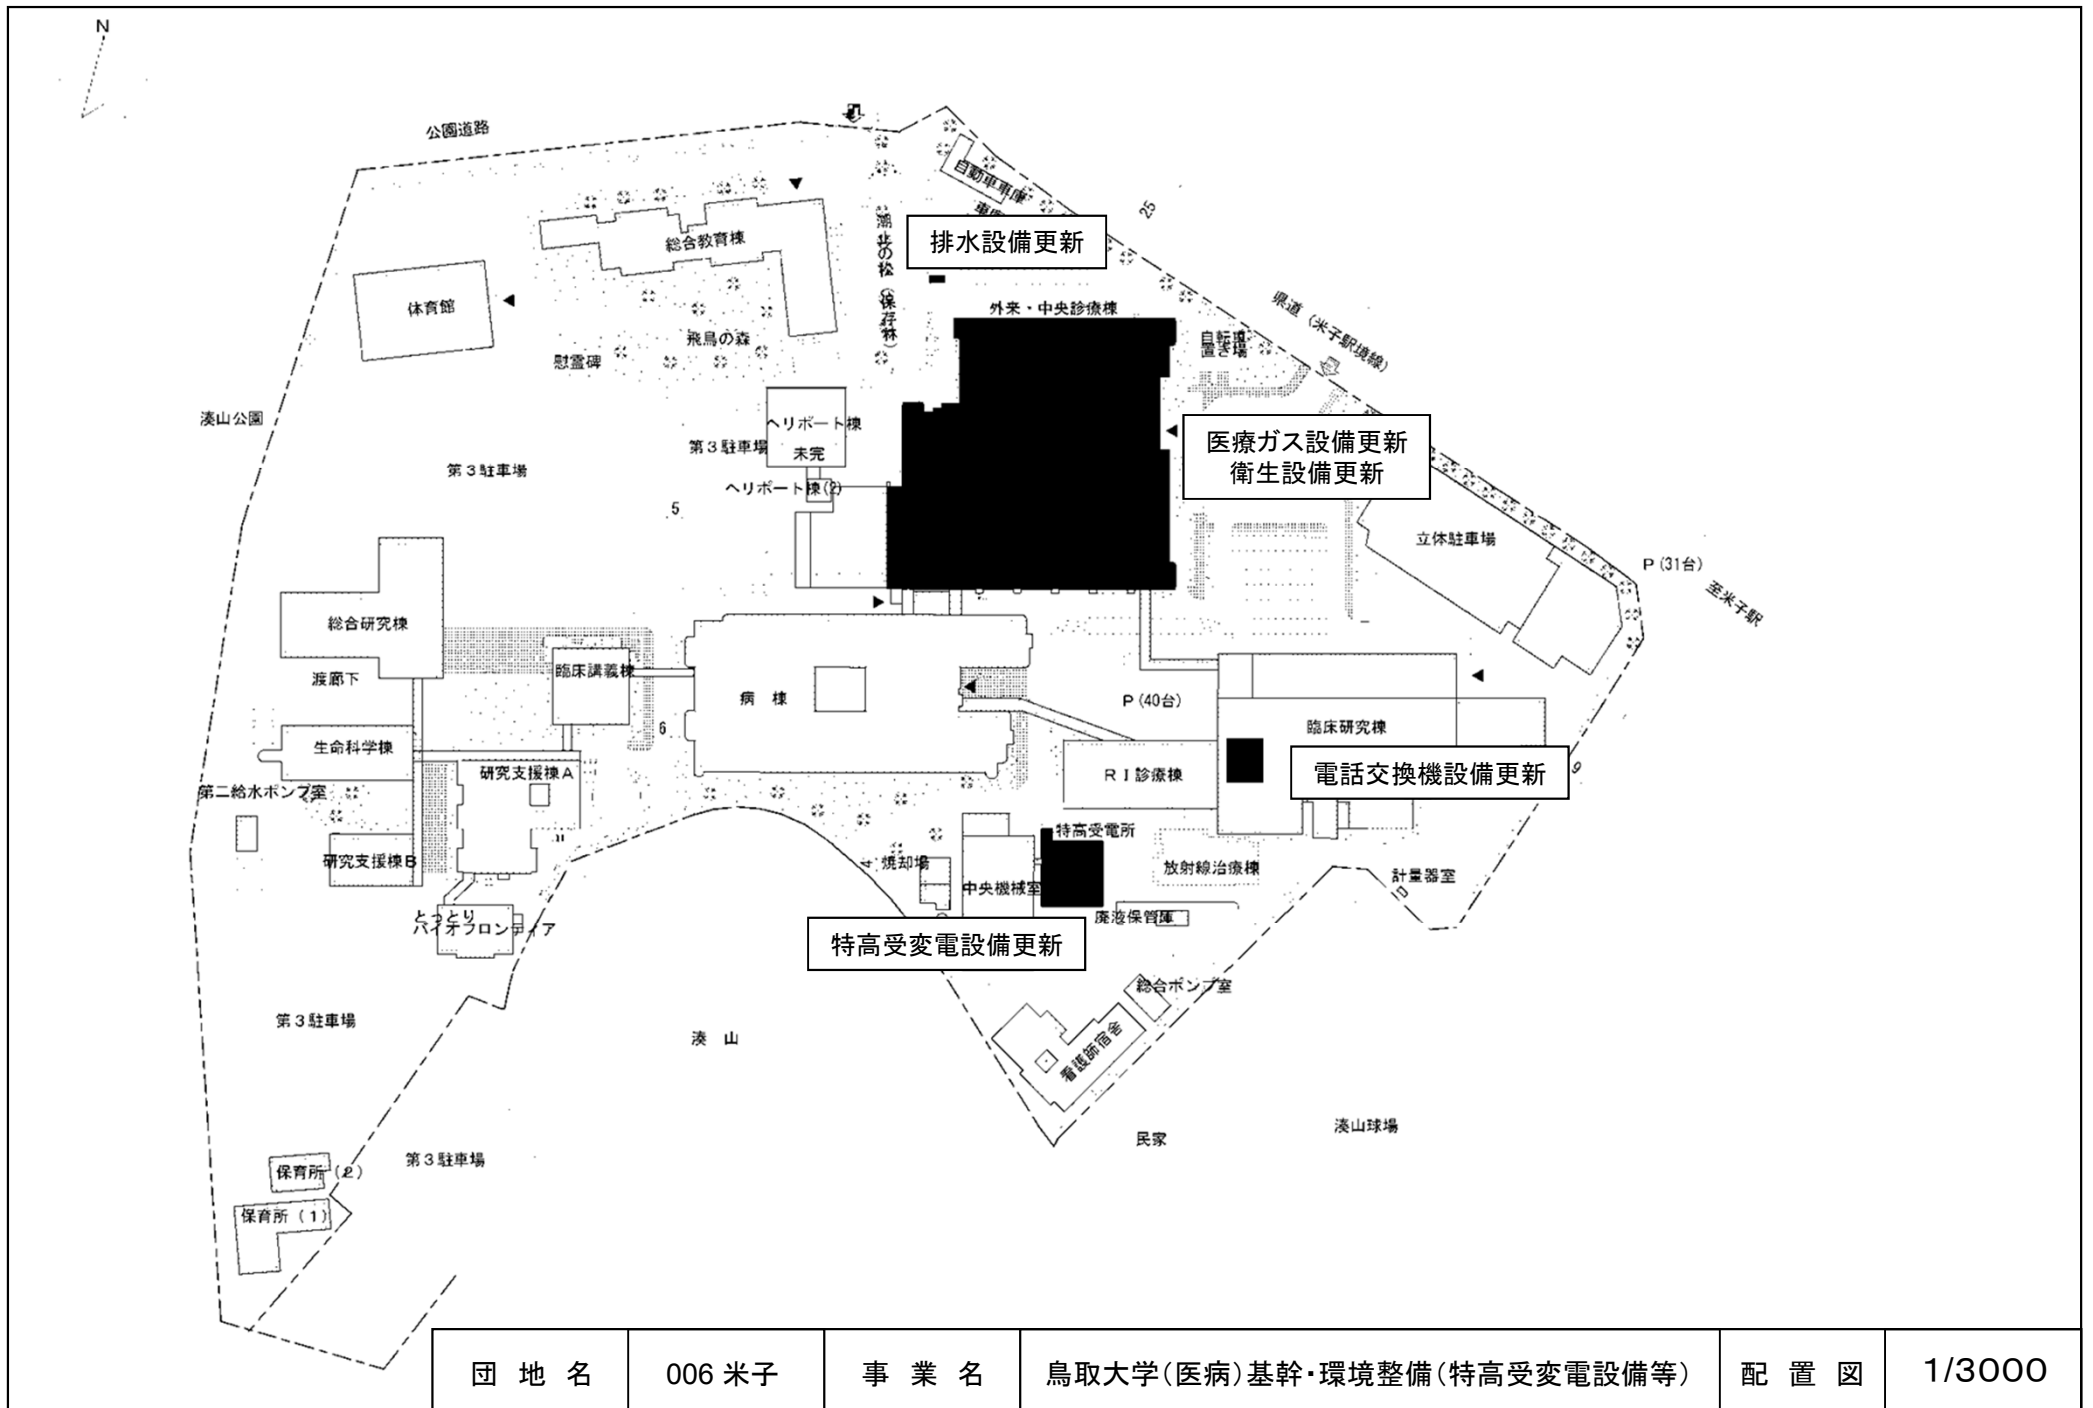 N
公園道路
自動車車庫
25
総合教育棟
潮止の松（保存林）
排水設備更新
県道（米子駅境線）
体育館
外来・中央診療棟
飛鳥の森
自転車
置き場
慰霊碑
湊山公園
ヘリポート棟
未完
第３駐車場
第３駐車場
医療ガス設備更新
衛生設備更新
ヘリポート棟(2)
5
立体駐車場
P (31台)
至米子駅
総合研究棟
臨床講義棟
渡廊下
病　棟
P (40台)
臨床研究棟
6
生命科学棟
研究支援棟A
ＲＩ診療棟
電話交換機設備更新
9
第二給水ポンプ室
特高受電所
11
研究支援棟B
4
焼却場
中央機械室
放射線治療棟
計量器室
とっとり
バイオフロンティア
廃液保管庫
特高受変電設備更新
総合ポンプ室
第３駐車場
湊　山
看護師宿舎
民家
湊山球場
第３駐車場
保育所（２）
保育所（１）
団　地　名
006 米子
事　業　名
鳥取大学（医病）基幹・環境整備（特高受変電設備等）
配　置　図
1/3000